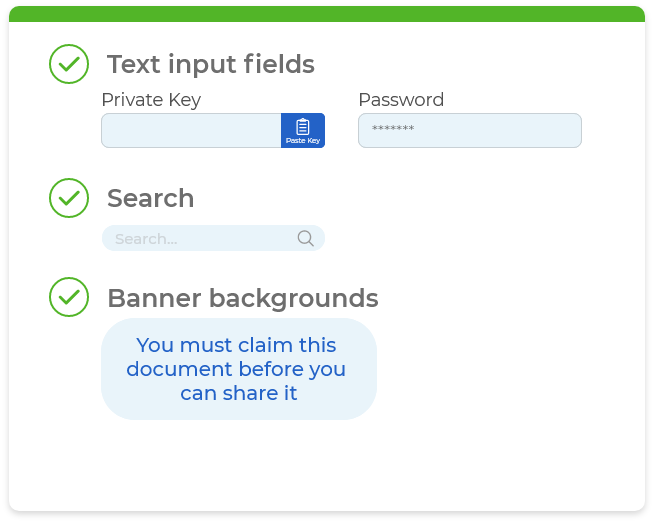 Text input fields
Private Key
Password
Paste Key
*******
Search
Search...
Banner backgrounds
You must claim this
document before you
can share it